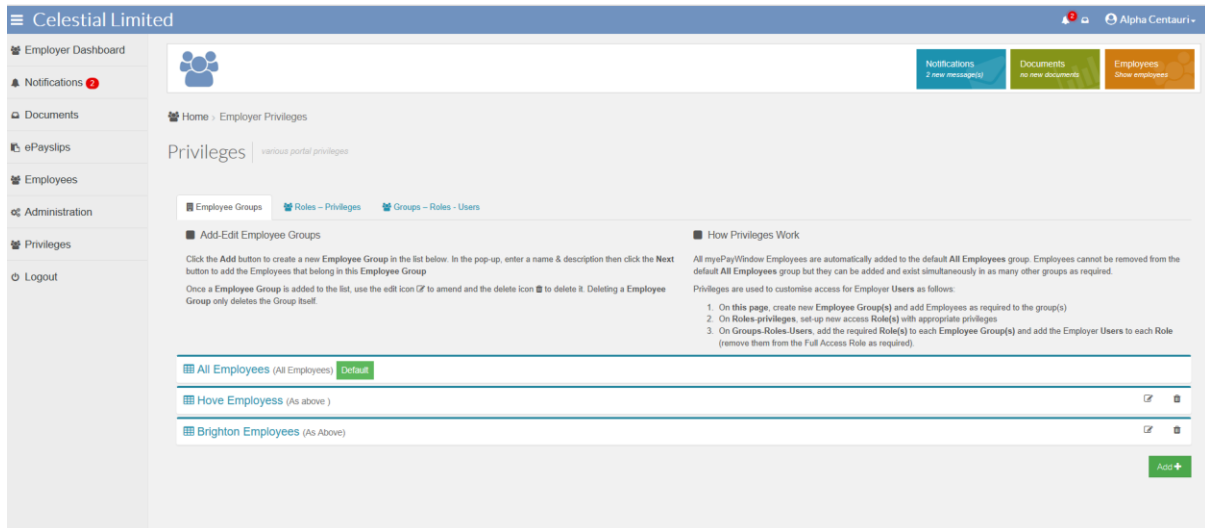 Celestial Limited
2
Alpha Centauri
Employer Dashboard
Notifications 2
Documents
ePayslips
Employees
Administration
Privileges
Logout
Notifications
2 new message(s)
Documents
no new documents
Employees
Show employees
Home > Employer Privileges
Privileges
various portal privileges
Employee Groups
Roles – Privileges
Groups – Roles - Users
Add-Edit Employee Groups
Click the Add button to create a new Employee Group in the list below. In the pop-up, enter a name & description then click the Next
button to add the Employees that belong in this Employee Group
Once a Employee Group is added to the list, use the edit icon to amend and the delete icon to delete it. Deleting a Employee
Group only deletes the Group itself.
How Privileges Work
All myePayWindow Employees are automatically added to the default All Employees group. Employees cannot be removed from the
default All Employees group but they can be added and exist simultaneously in as many other groups as required.
Privileges are used to customise access for Employer Users as follows:
1. On this page, create new Employee Group(s) and add Employees as required to the group(s)
2. On Roles-privileges, set-up new access Role(s) with appropriate privileges
3. On Groups-Roles-Users, add the required Role(s) to each Employee Group(s) and add the Employer Users to each Role
(remove them from the Full Access Role as required).
All Employees (All Employees) Default
Hove Employess (As above )
Brighton Employees (As Above)
Add +